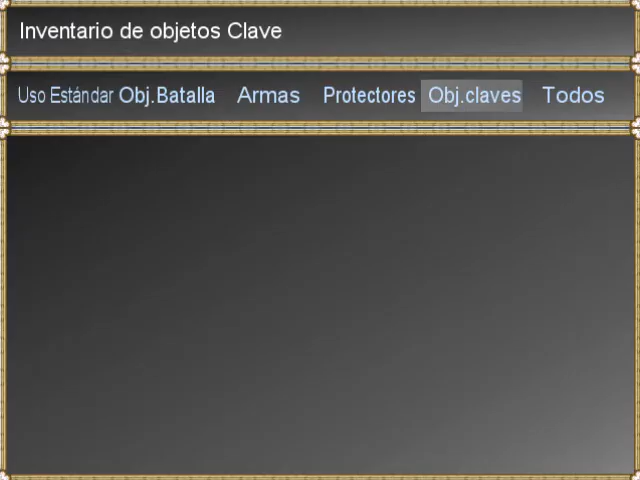 Inventario de objetos Clave
Uso Estándar Obj.Batalla Armas Protectores Obj.claves Todos